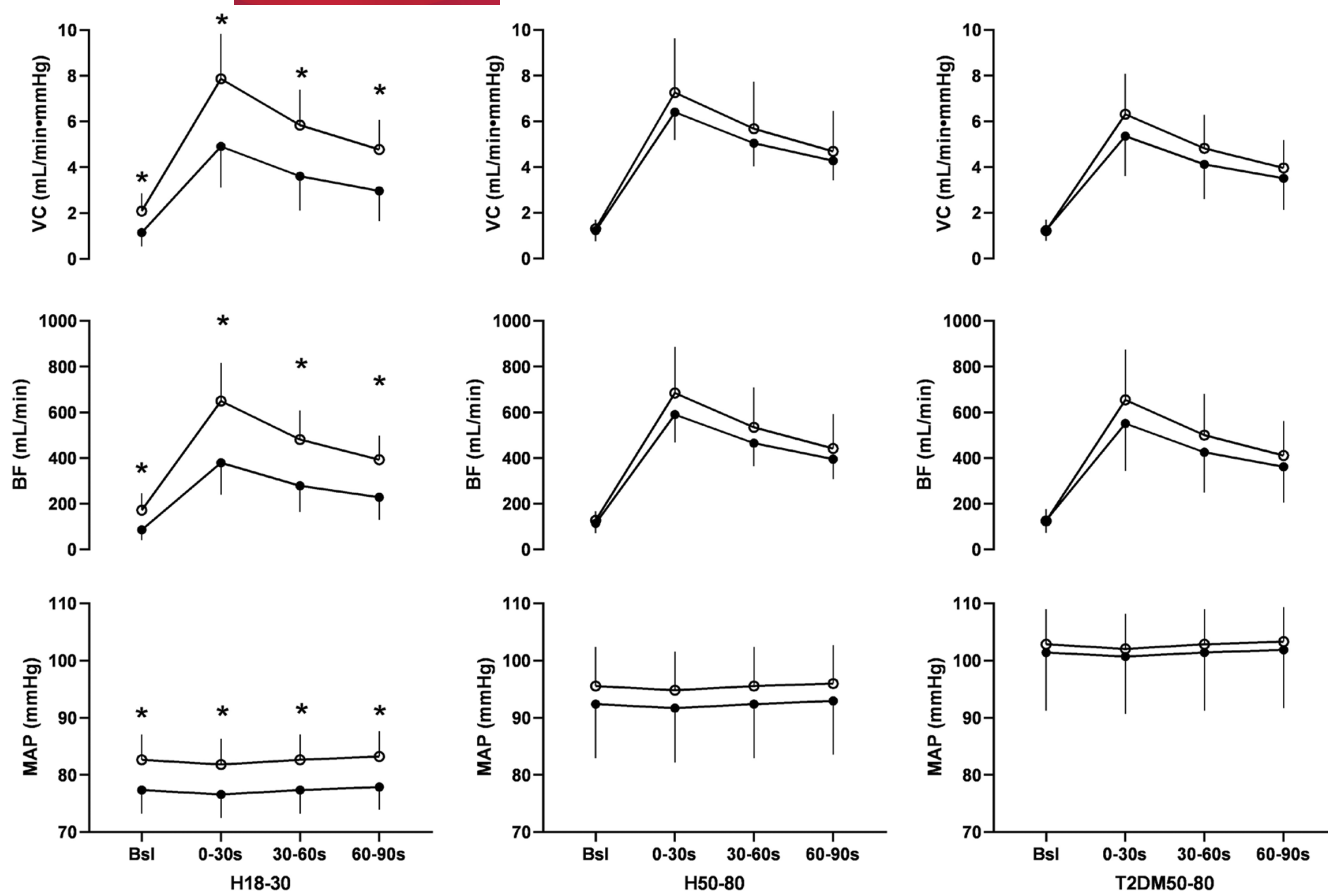 * * * *
VC (mL/min•mmHg)
10
8
6
4
2
0
VC (mL/min•mmHg)
10
8
6
4
2
0
VC (mL/min•mmHg)
10
8
6
4
2
0
* * * *
BF (mL/min)
1000
800
600
400
200
0
BF (mL/min)
1000
800
600
400
200
0
BF (mL/min)
1000
800
600
400
200
0
* * * *
MAP (mmHg)
110
100
90
80
70
Bsl 0-30s 30-60s 60-90s
H18-30
MAP (mmHg)
110
100
90
80
70
Bsl 0-30s 30-60s 60-90s
H50-80
MAP (mmHg)
110
100
90
80
70
Bsl 0-30s 30-60s 60-90s
T2DM50-80